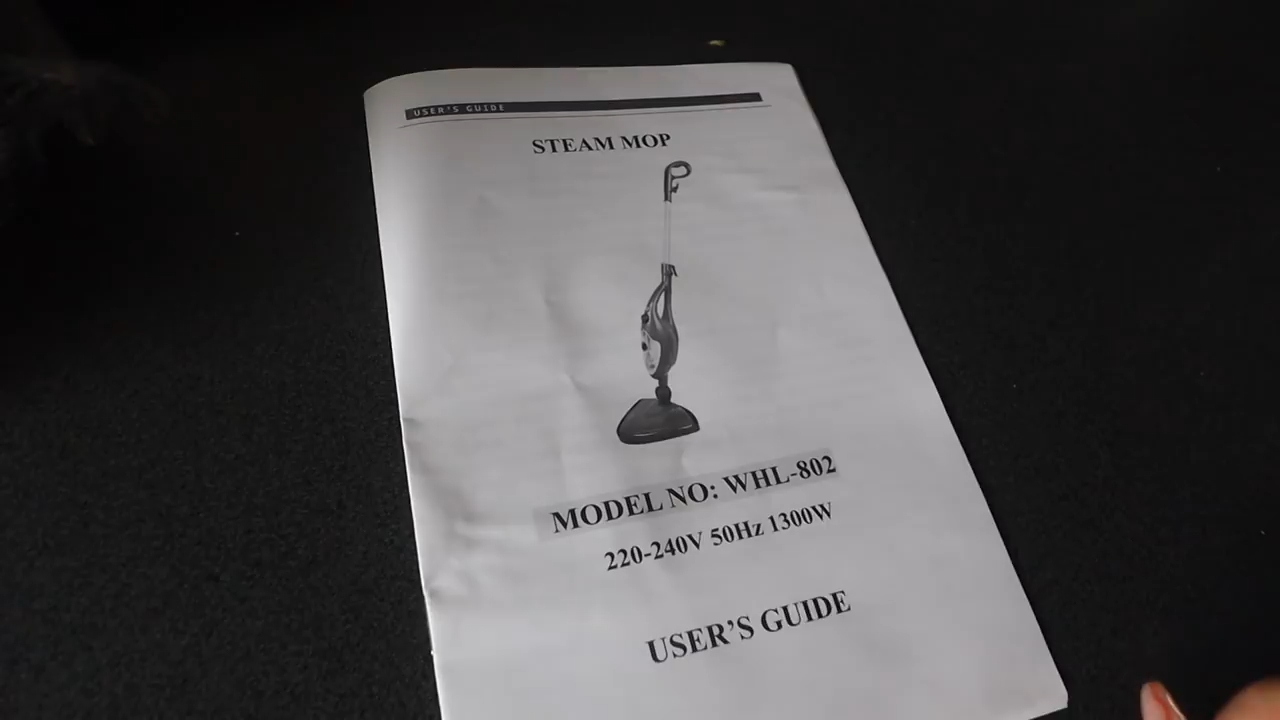 USER'S GUIDE
STEAM MOP
MODEL NO: WHL-802
220-240V 50Hz 1300W
USER'S GUIDE